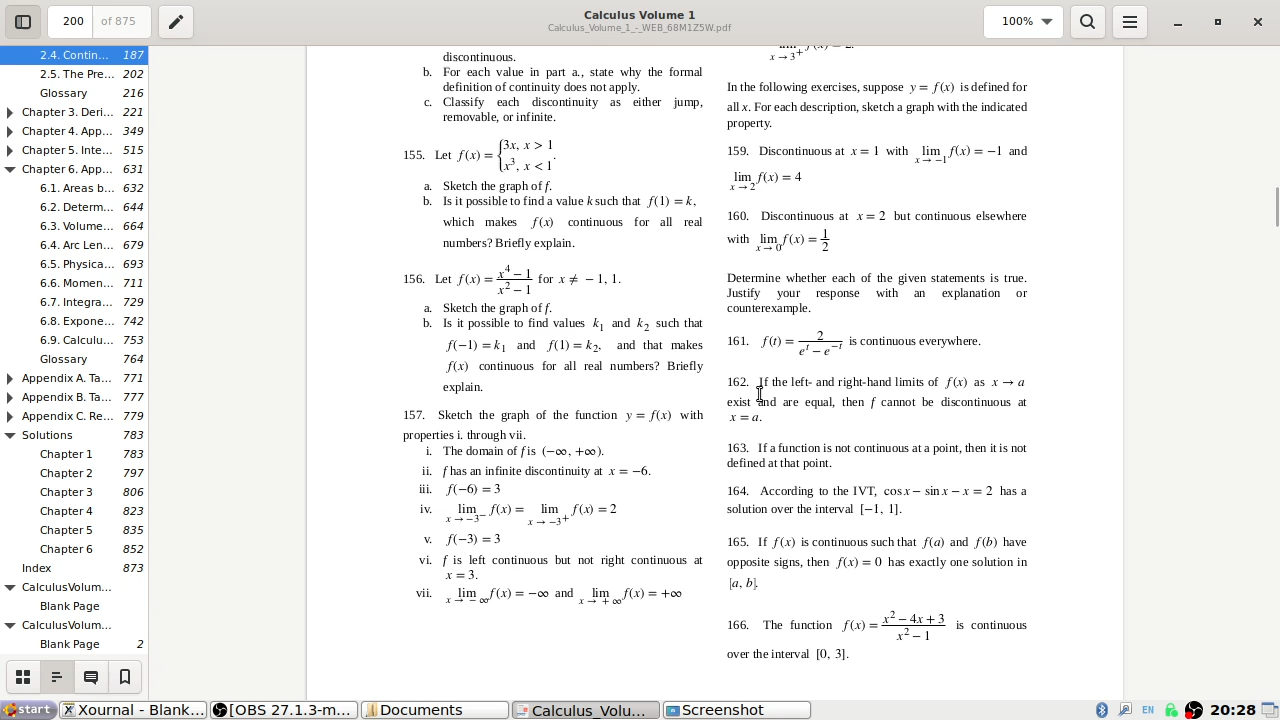 200 of 875
Calculus Volume 1
Calculus_Volume_1_-_WEB_68M1Z5W.pdf
100%
2.4. Contin... 187
2.5. The Pre... 202
Glossary 216
Chapter 3. Deri... 221
Chapter 4. App... 349
Chapter 5. Inte... 515
Chapter 6. App... 631
6.1. Areas b... 632
6.2. Determ... 644
6.3. Volume... 664
6.4. Arc Len... 679
6.5. Physica... 693
6.6. Momen... 711
6.7. Integra... 729
6.8. Expone... 742
6.9. Calculu... 753
Glossary 764
Appendix A. Ta... 771
Appendix B. Ta... 777
Appendix C. Re... 779
Solutions 783
Chapter 1 783
Chapter 2 797
Chapter 3 806
Chapter 4 823
Chapter 5 835
Chapter 6 852
Index 873
CalculusVolum...
Blank Page
CalculusVolum...
Blank Page 2
discontinuous.
b. For each value in part a., state why the formal
definition of continuity does not apply.
c. Classify each discontinuity as either jump,
removable, or infinite.
155. Let f(x) = {3x, x > 1
x³, x < 1.
a. Sketch the graph of f.
b. Is it possible to find a value k such that f(1) = k,
which makes f(x) continuous for all real
numbers? Briefly explain.
156. Let f(x) = (x⁴ − 1)/(x² − 1) for x ≠ − 1, 1.
a. Sketch the graph of f.
b. Is it possible to find values k₁ and k₂ such that
f(−1) = k₁ and f(1) = k₂, and that makes
f(x) continuous for all real numbers? Briefly
explain.
157. Sketch the graph of the function y = f(x) with
properties i. through vii.
i. The domain of f is (−∞, +∞).
ii. f has an infinite discontinuity at x = −6.
iii. f(−6) = 3
iv. lim x → −3⁻ f(x) = lim x → −3⁺ f(x) = 2
v. f(−3) = 3
vi. f is left continuous but not right continuous at
x = 3.
vii. lim x → − ∞ f(x) = −∞ and lim x → + ∞ f(x) = +∞
lim x → 3⁺ f(x) = 2.
In the following exercises, suppose y = f(x) is defined for
all x. For each description, sketch a graph with the indicated
property.
159. Discontinuous at x = 1 with lim x → −1 f(x) = −1 and
lim x → 2 f(x) = 4
160. Discontinuous at x = 2 but continuous elsewhere
with lim x → 0 f(x) = 1/2
Determine whether each of the given statements is true.
Justify your response with an explanation or
counterexample.
161. f(t) = 2/(eᵗ − e⁻ᵗ) is continuous everywhere.
162. If the left- and right-hand limits of f(x) as x → a
exist and are equal, then f cannot be discontinuous at
x = a.
163. If a function is not continuous at a point, then it is not
defined at that point.
164. According to the IVT, cos x − sin x − x = 2 has a
solution over the interval [−1, 1].
165. If f(x) is continuous such that f(a) and f(b) have
opposite signs, then f(x) = 0 has exactly one solution in
[a, b].
166. The function f(x) = (x² − 4x + 3)/(x² − 1) is continuous
over the interval [0, 3].
start
Xournal - Blank...
[OBS 27.1.3-m...
Documents
Calculus_Volu...
Screenshot
EN
20:28